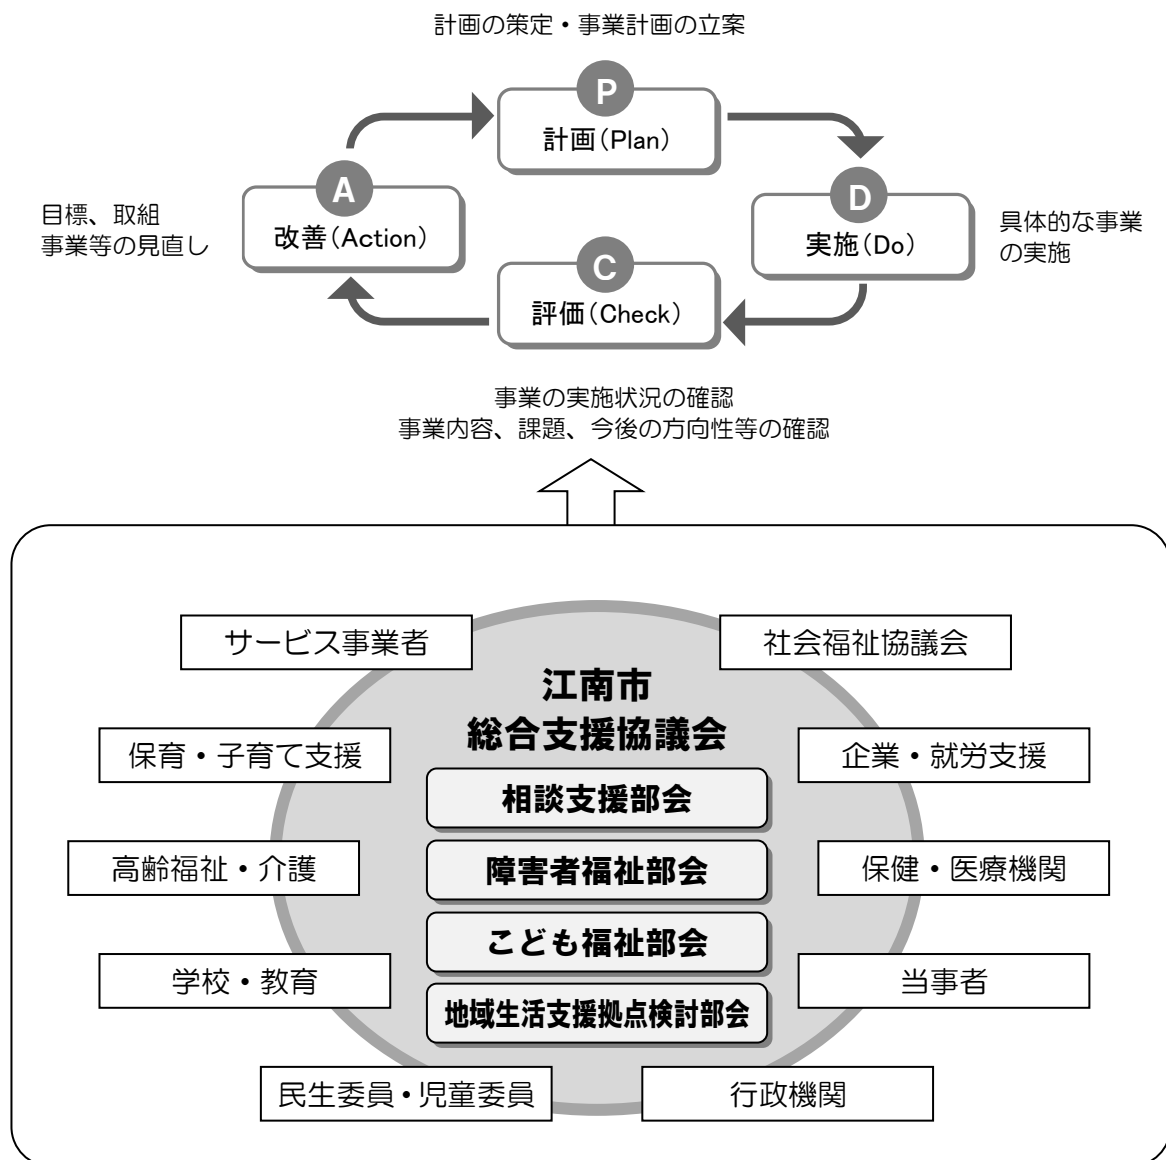 計画の策定・事業計画の立案
P
計画(Plan)
A
改善(Action)
目標、取組
事業等の見直し
D
実施(Do)
具体的な事業
の実施
C
評価(Check)
事業の実施状況の確認
事業内容、課題、今後の方向性等の確認
サービス事業者
社会福祉協議会
江南市
総合支援協議会
保育・子育て支援
企業・就労支援
相談支援部会
高齢福祉・介護
障害者福祉部会
保健・医療機関
こども福祉部会
学校・教育
当事者
地域生活支援拠点検討部会
民生委員・児童委員
行政機関